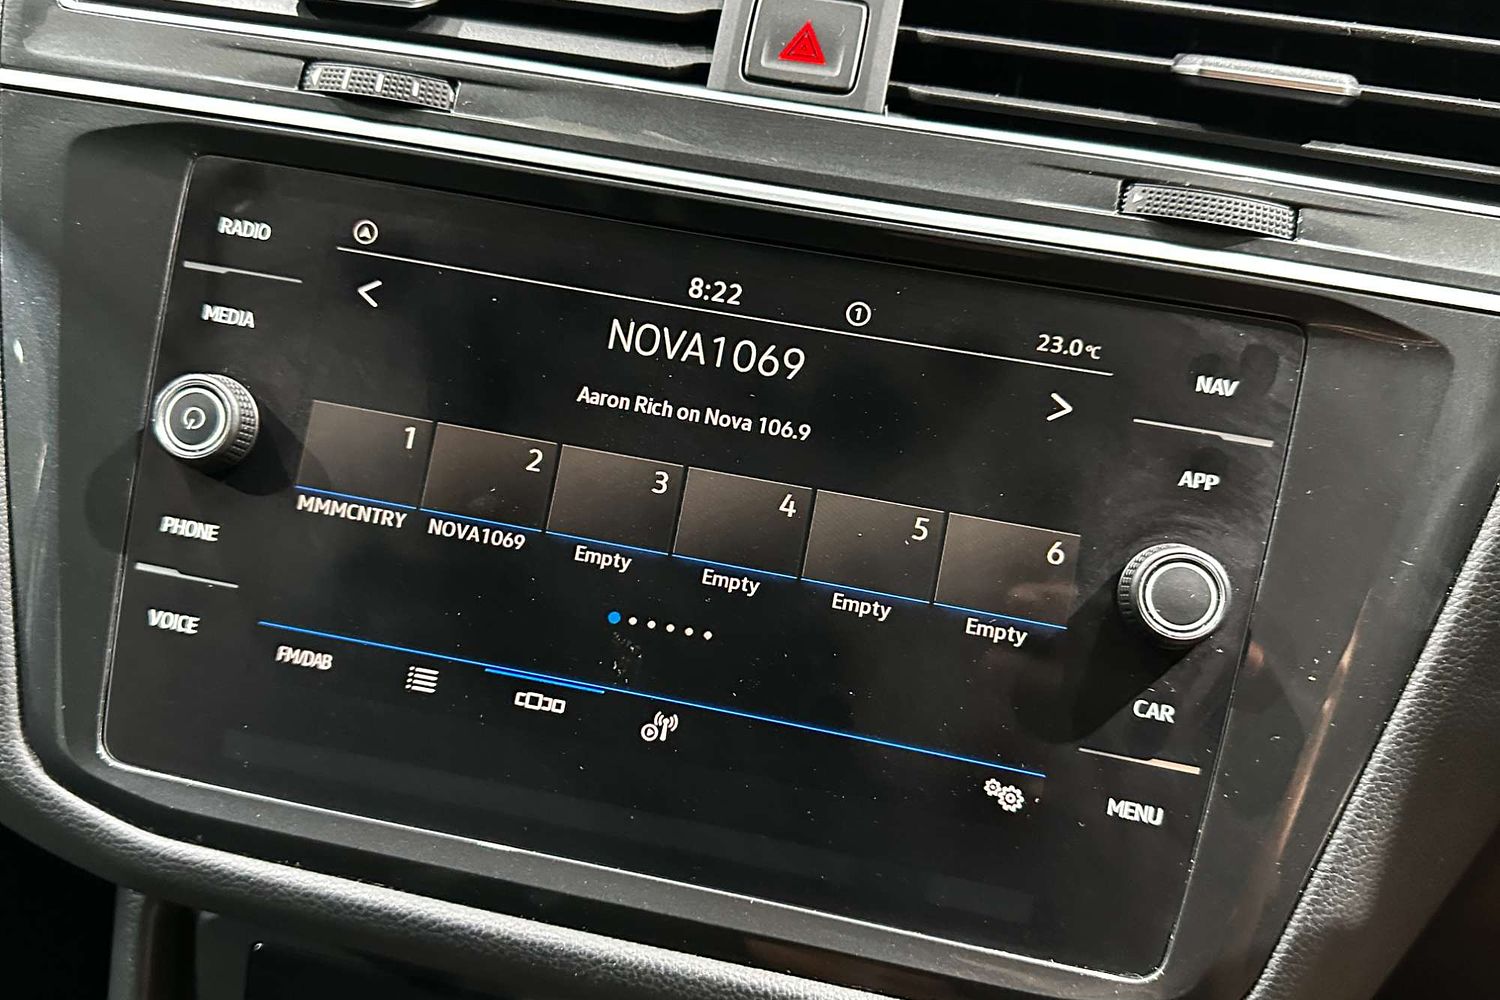 RADIO
MEDIA
PHONE
VOICE
8:22
1
23.0°C
NOVA1069
Aaron Rich on Nova 106.9
1
2
3
4
5
6
MMMCNTRY
NOVA1069
Empty
Empty
Empty
Empty
FM/DAB
NAV
APP
CAR
MENU